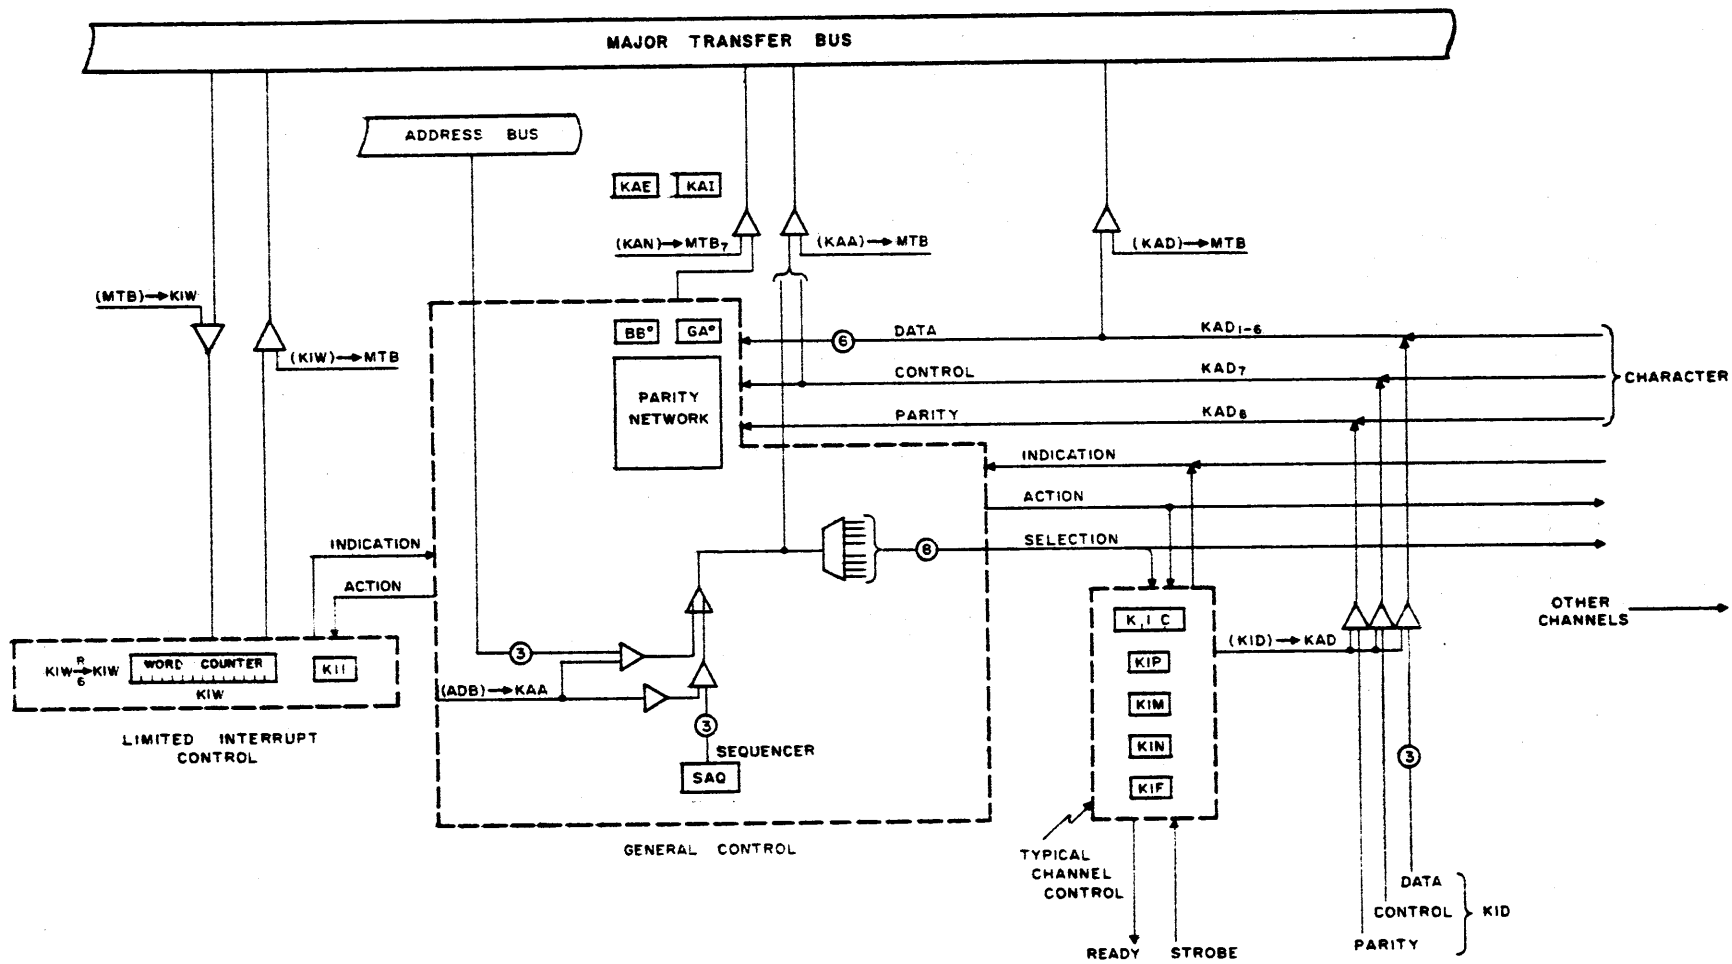 MAJOR TRANSFER BUS
ADDRESS BUS
KAE
KAI
(KAN)→MTB7
(KAA)→MTB
(KAD)→MTB
(MTB)→KIW
(KIW)→MTB
BB°
GA°
6
DATA
KAD1-6
CONTROL
KAD7
PARITY
KAD8
CHARACTER
PARITY
NETWORK
INDICATION
ACTION
SELECTION
8
INDICATION
ACTION
KIW R→6 KIW
WORD COUNTER
KIW
KII
LIMITED INTERRUPT
CONTROL
3
(ADB)→KAA
3
SEQUENCER
SAQ
GENERAL CONTROL
K1IC
KIP
KIM
KIN
KIF
(KID)→KAD
OTHER
CHANNELS
3
TYPICAL
CHANNEL
CONTROL
READY
STROBE
DATA
CONTROL
PARITY
KID